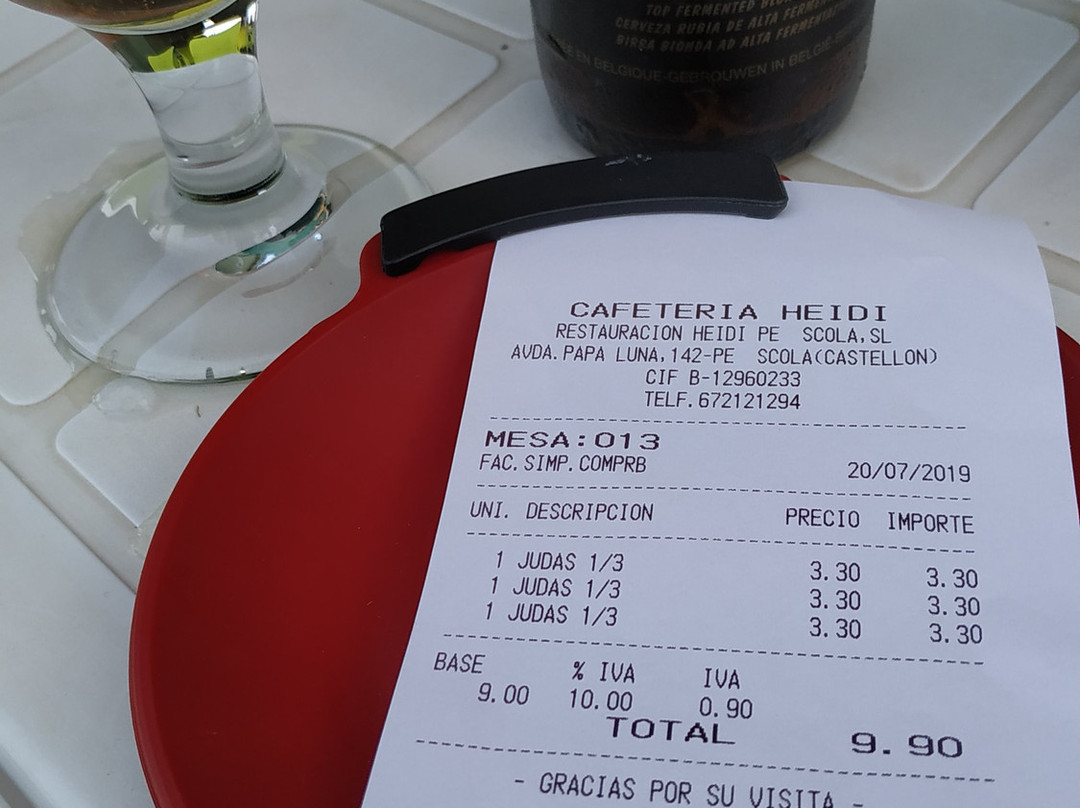 TOP FERMENTED
CERVEZA RUBIA DE ALTA
BIRRA BIONDA AD ALTA FERMENTAZIONE
EN BELGIQUE-GEBROUWEN IN BELGIË
CAFETERIA HEIDI
RESTAURACION HEIDI PE SCOLA,SL
AVDA.PAPA LUNA,142-PE SCOLA(CASTELLON)
CIF B-12960233
TELF.672121294
MESA:013
FAC.SIMP.COMPRB 20/07/2019
UNI. DESCRIPCION PRECIO IMPORTE
1 JUDAS 1/3 3.30 3.30
1 JUDAS 1/3 3.30 3.30
1 JUDAS 1/3 3.30 3.30
BASE % IVA IVA
9.00 10.00 0.90
TOTAL 9.90
- GRACIAS POR SU VISITA -